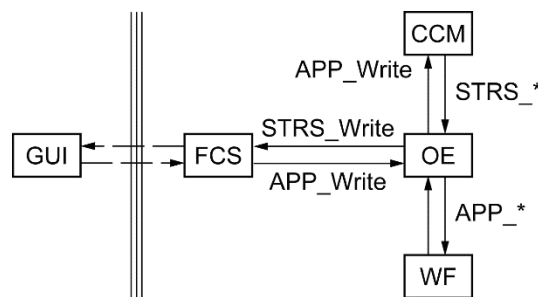 CCM
APP_Write
STRS_*
STRS_Write
GUI
FCS
OE
APP_Write
APP_*
WF